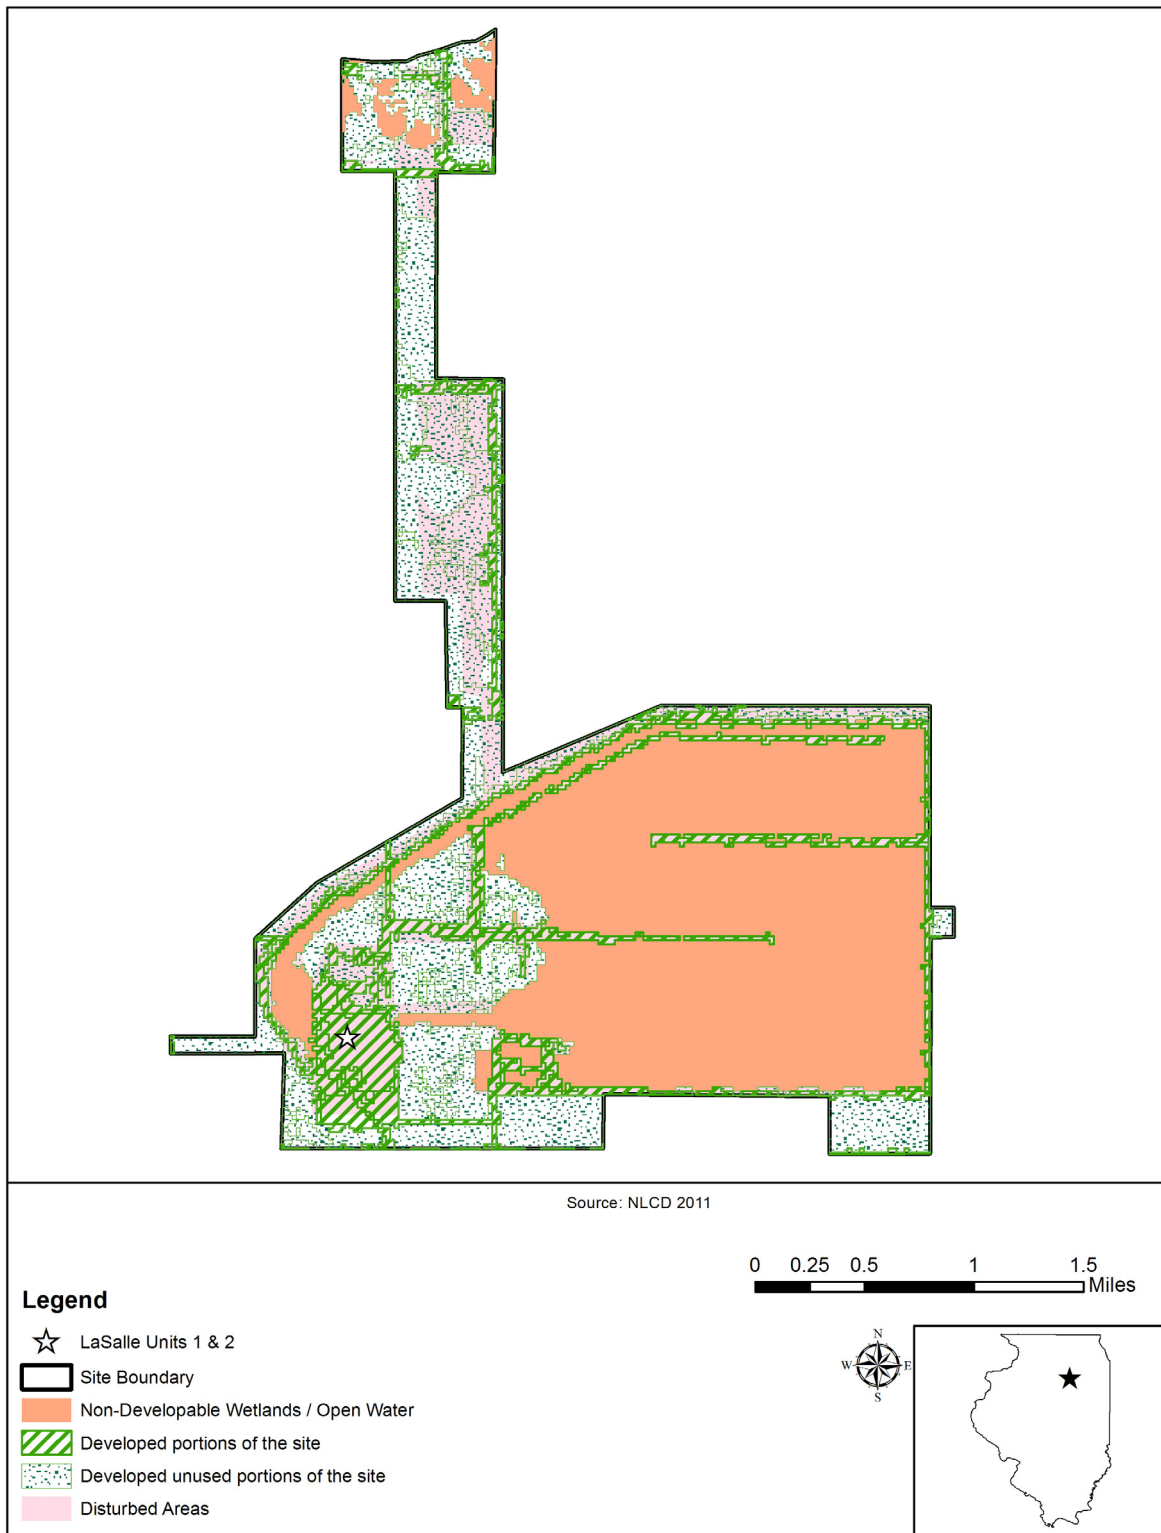 Source: NLCD 2011
0 0.25 0.5 1 1.5
Miles
Legend
LaSalle Units 1 & 2
Site Boundary
Non-Developable Wetlands / Open Water
Developed portions of the site
Developed unused portions of the site
Disturbed Areas
N
W E
S